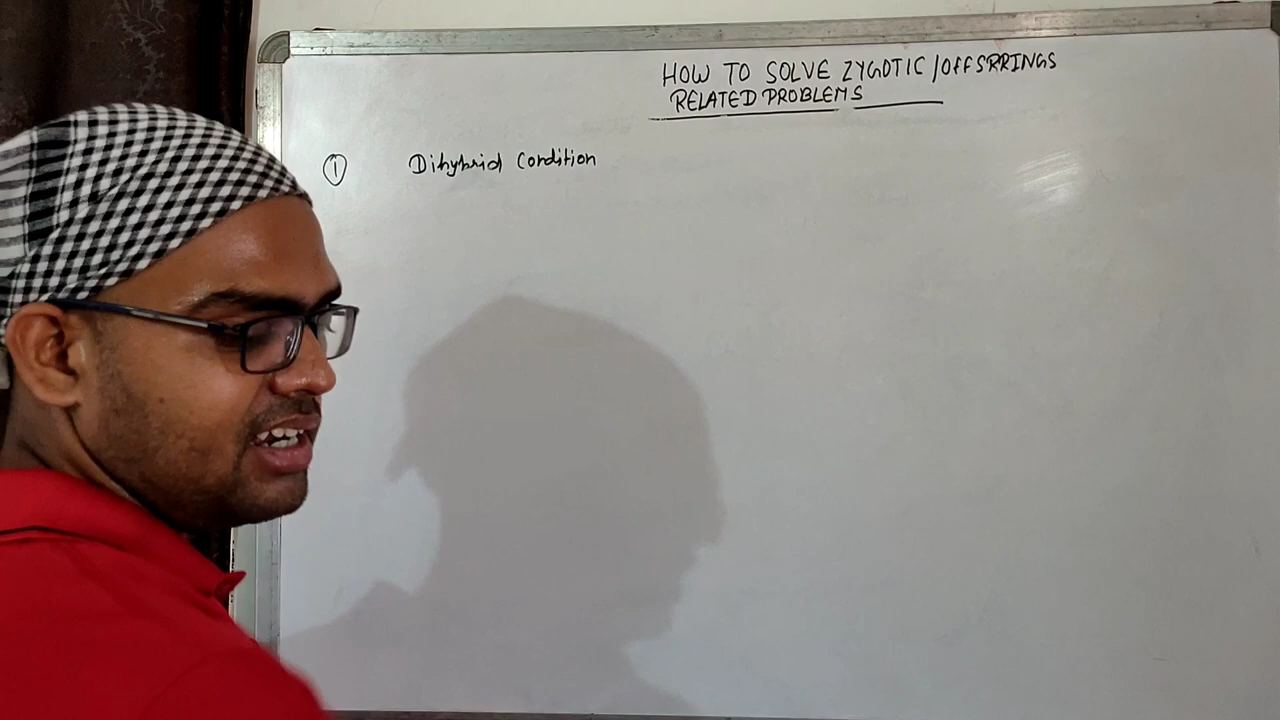 HOW TO SOLVE ZYGOTIC/OFFSRRINGS
RELATED PROBLEMS
① Dihybrid Condition